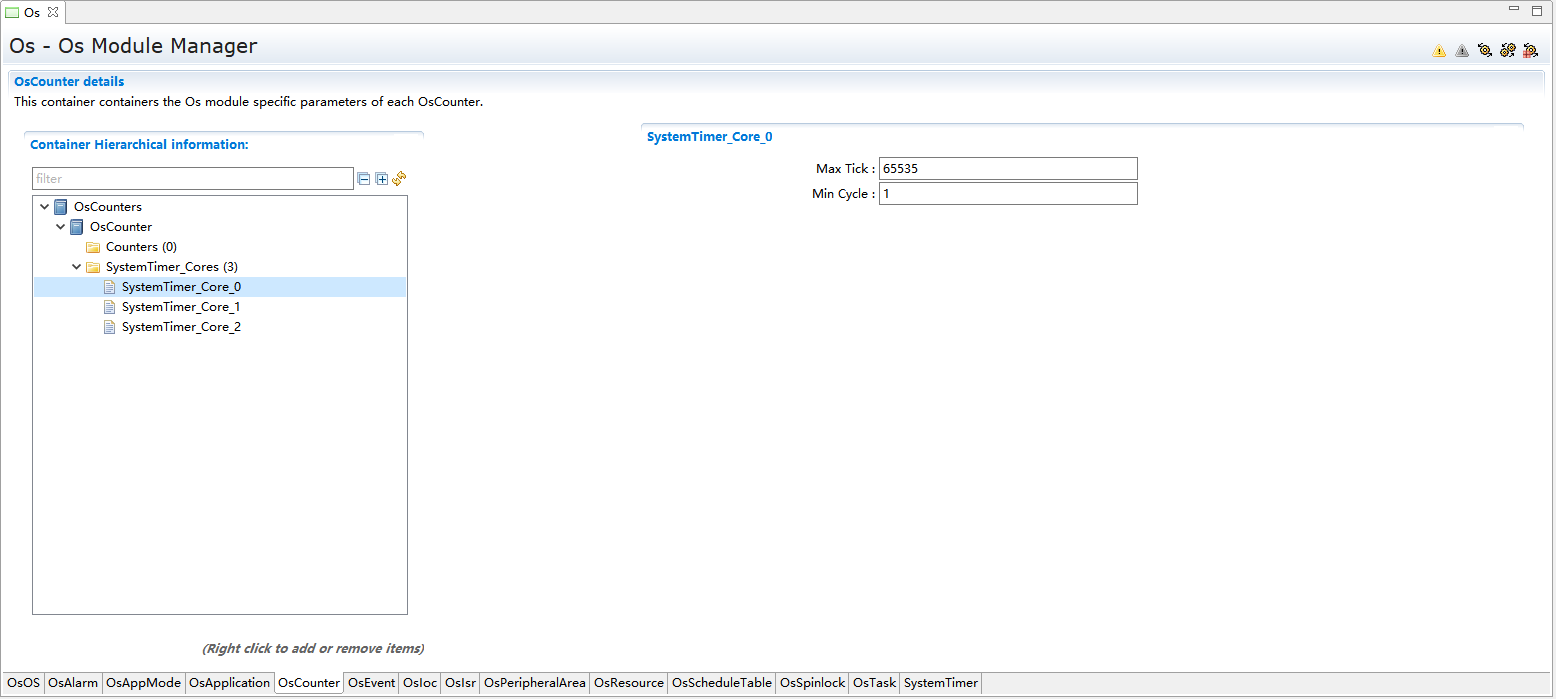 Os
Os - Os Module Manager
OsCounter details
This container containers the Os module specific parameters of each OsCounter.
Container Hierarchical information:
filter
OsCounters
OsCounter
Counters (0)
SystemTimer_Cores (3)
SystemTimer_Core_0
SystemTimer_Core_1
SystemTimer_Core_2
(Right click to add or remove items)
SystemTimer_Core_0
Max Tick : 65535
Min Cycle : 1
OsOS OsAlarm OsAppMode OsApplication OsCounter OsEvent OsIoc OsIsr OsPeripheralArea OsResource OsScheduleTable OsSpinlock OsTask SystemTimer